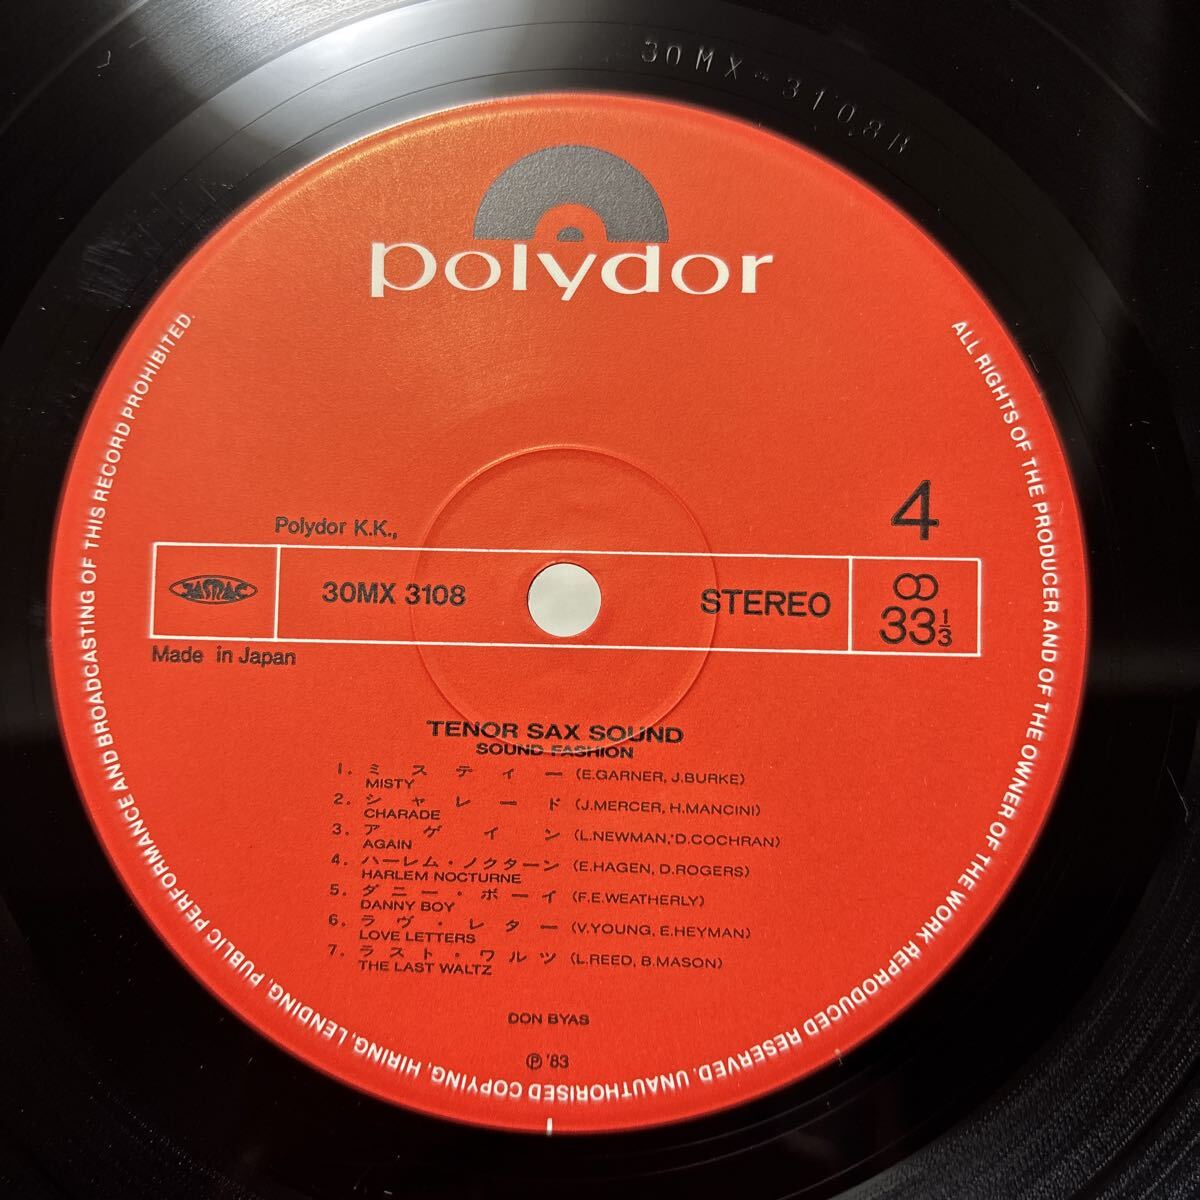 30MX-3108B
polydor
4
Polydor K.K.,
JASRAC
30MX 3108
STEREO
33 1/3
Made in Japan
TENOR SAX SOUND
SOUND FASHION
1. ミスティー (E.GARNER, J.BURKE)
MISTY
2. シャレード (J.MERCER, H.MANCINI)
CHARADE
3. アゲイン (L.NEWMAN, D.COCHRAN)
AGAIN
4. ハーレム・ノクターン (E.HAGEN, D.ROGERS)
HARLEM NOCTURNE
5. ダニー・ボーイ (F.E.WEATHERLY)
DANNY BOY
6. ラヴ・レター (V.YOUNG, E.HEYMAN)
LOVE LETTERS
7. ラスト・ワルツ (L.REED, B.MASON)
THE LAST WALTZ
DON BYAS
Ⓟ '83
ALL RIGHTS OF THE PRODUCER AND OF THE OWNER OF THE WORK REPRODUCED RESERVED. UNAUTHORISED COPYING, HIRING, LENDING, PUBLIC PERFORMANCE AND BROADCASTING OF THIS RECORD PROHIBITED.